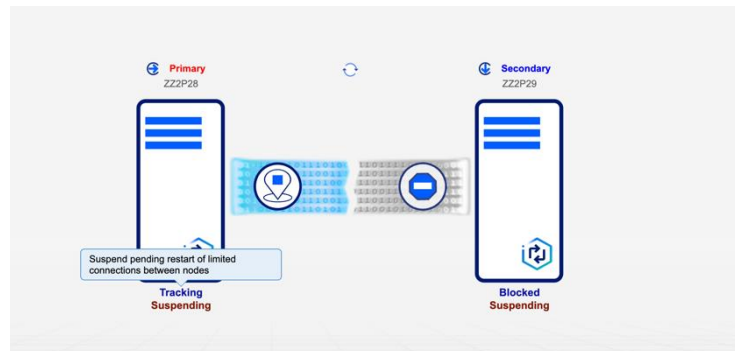 Primary
Secondary
ZZ2P28
ZZ2P29
Suspend pending restart of limited
connections between nodes
Tracking
Blocked
Suspending
Suspending